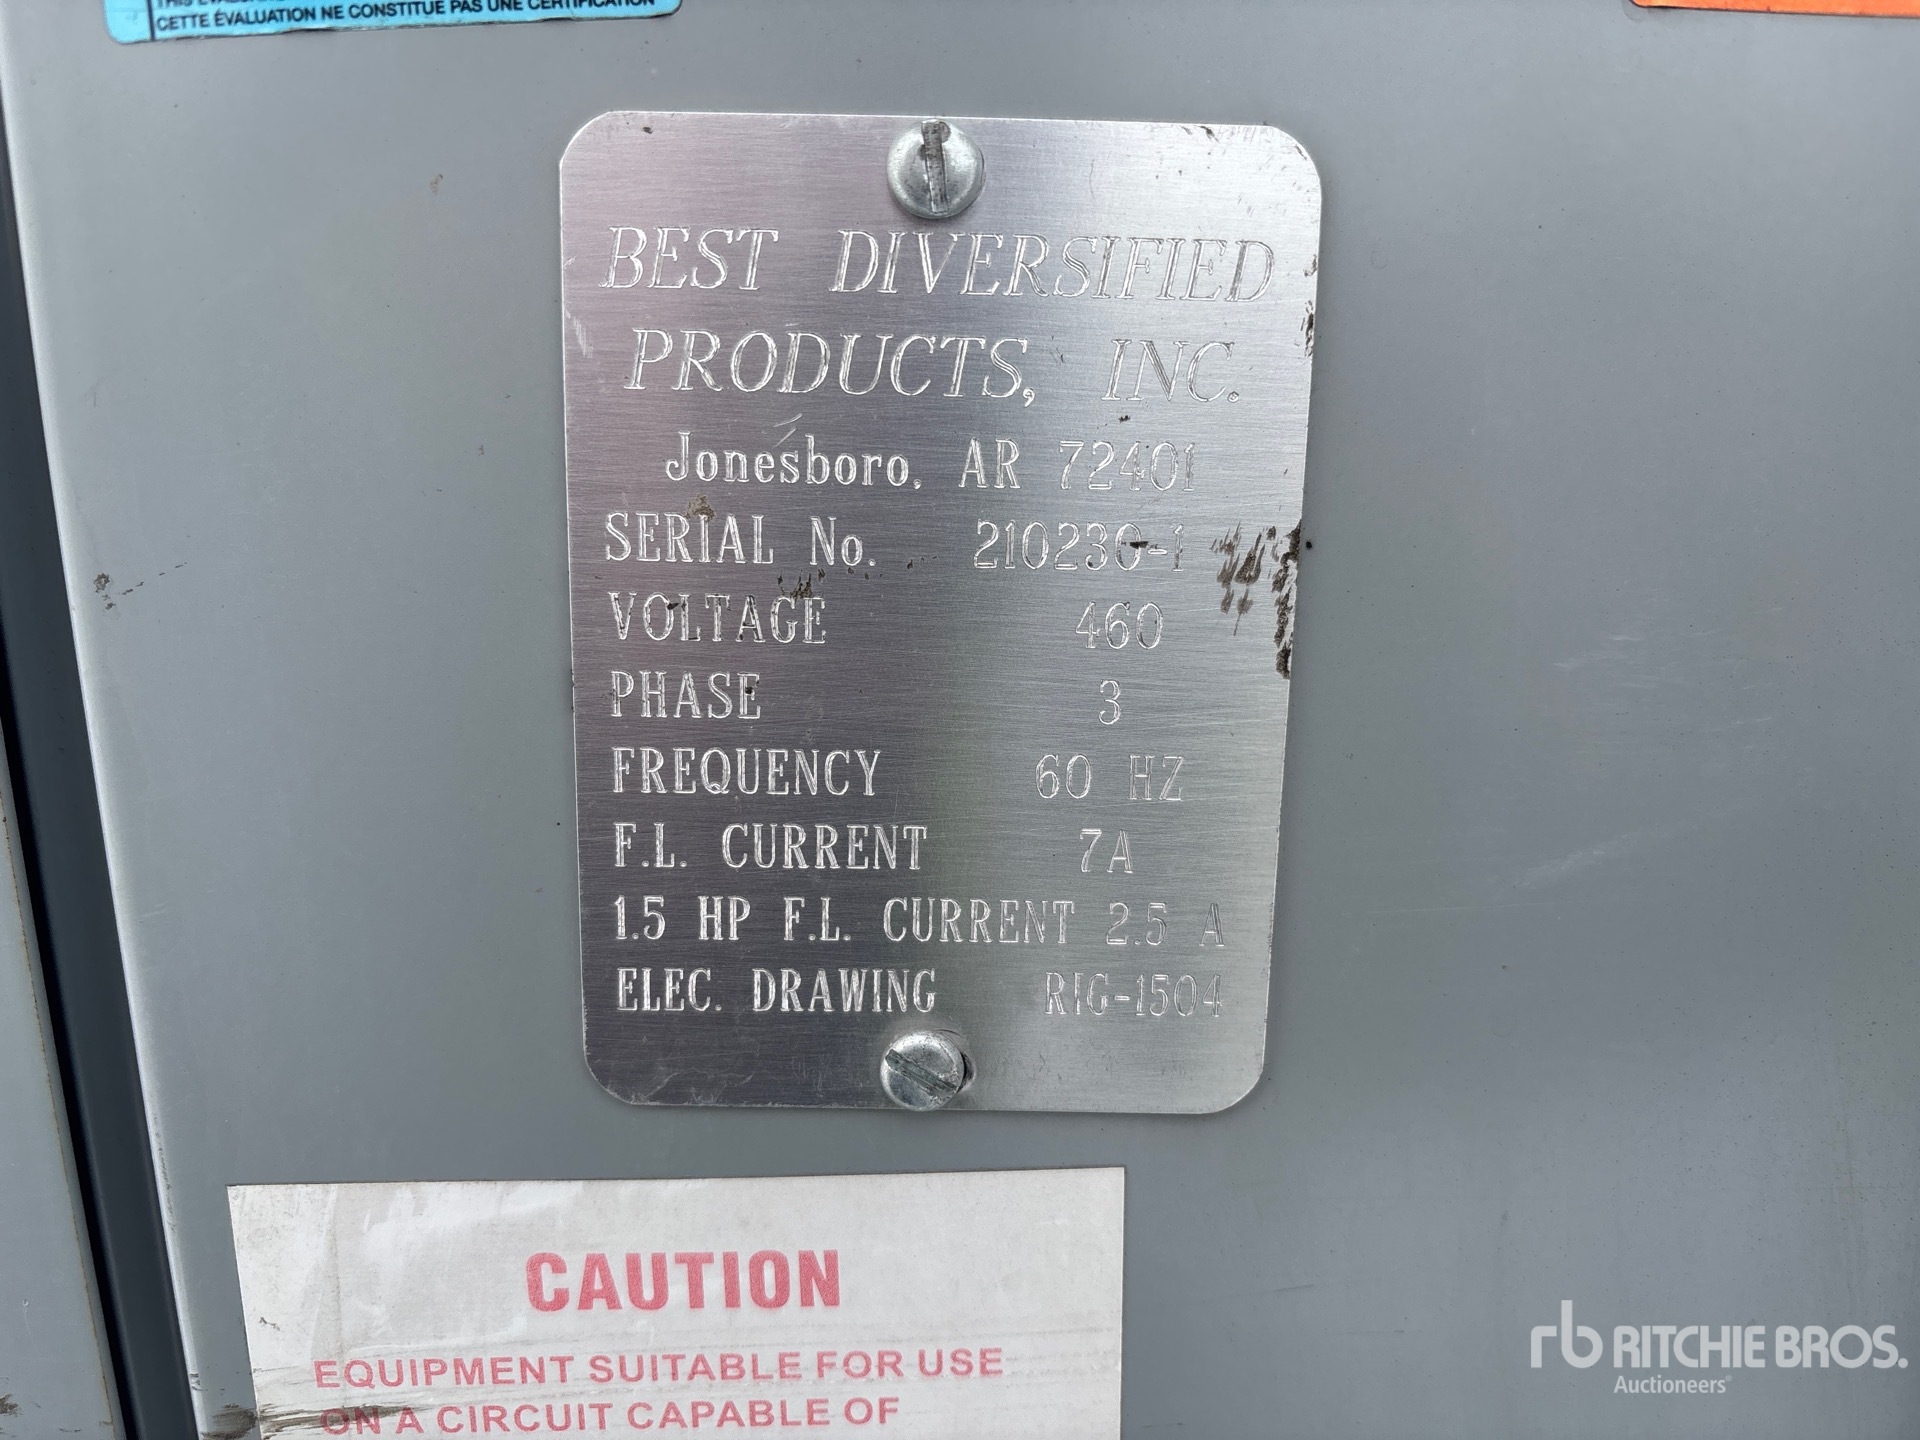 CETTE ÉVALUATION NE CONSTITUE PAS UNE CERTIFICATION
BEST DIVERSIFIED
PRODUCTS, INC.
Jonesboro, AR 72401
SERIAL No. 210230-1
VOLTAGE 460
PHASE 3
FREQUENCY 60 HZ
F.L. CURRENT 7A
1.5 HP F.L. CURRENT 2.5 A
ELEC. DRAWING RIG-1504
CAUTION
EQUIPMENT SUITABLE FOR USE
ON A CIRCUIT CAPABLE OF
rb RITCHIE BROS.
Auctioneers